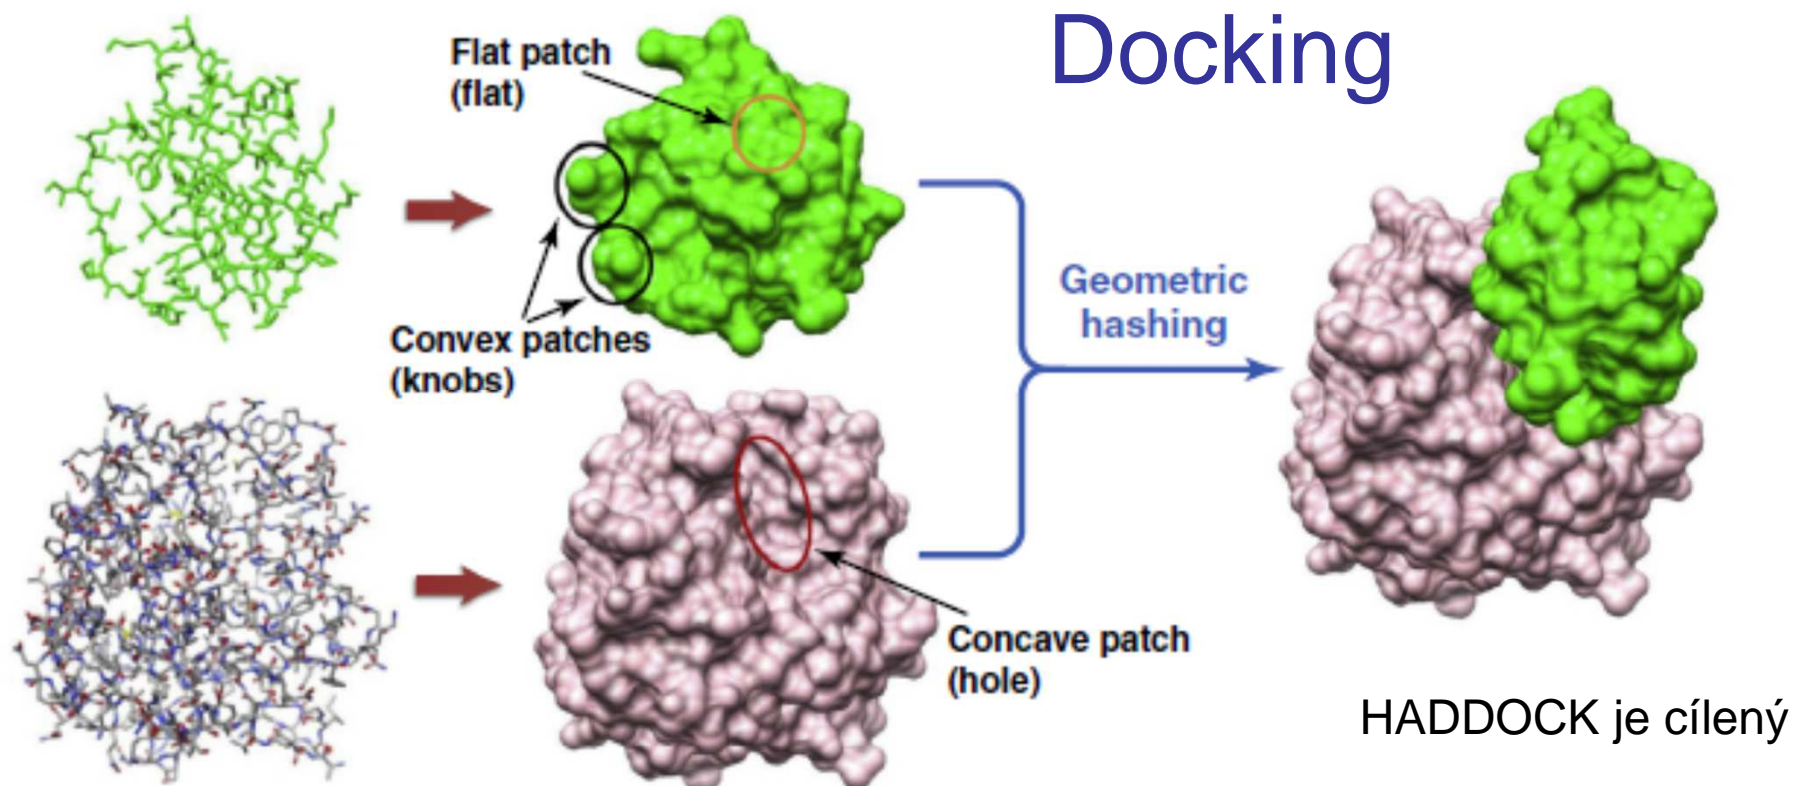 Docking
Flat patch
(flat)
Convex patches
(knobs)
Geometric
hashing
Concave patch
(hole)
HADDOCK je cílený